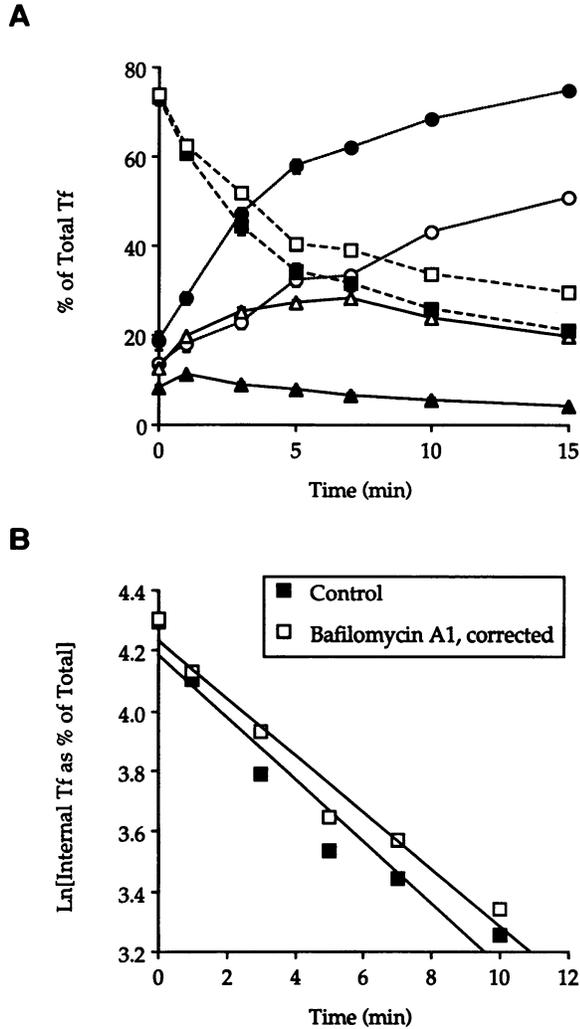 A
80
60
40
20
0
% of Total Tf
0 5 10 15
Time (min)
B
4.4
4.2
4.0
3.8
3.6
3.4
3.2
Ln[Internal Tf as % of Total]
Control
Bafilomycin A1, corrected
0 2 4 6 8 10 12
Time (min)